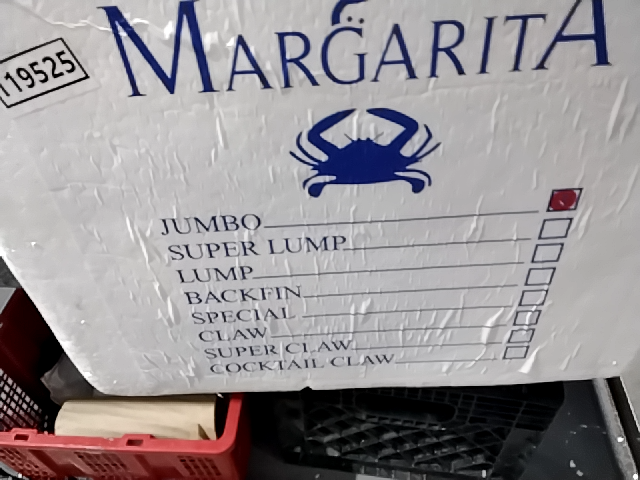 119525
MARGARITA
JUMBO
SUPER LUMP
LUMP
BACKFIN
SPECIAL
CLAW
SUPER CLAW
COCKTAIL CLAW